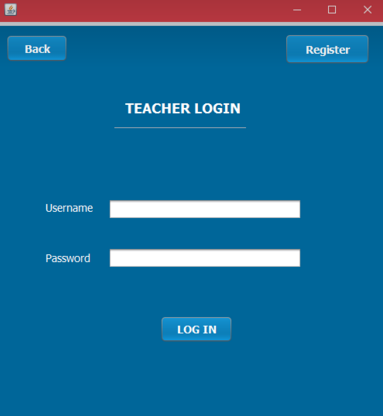 Back
Register
TEACHER LOGIN
Username
Password
LOG IN